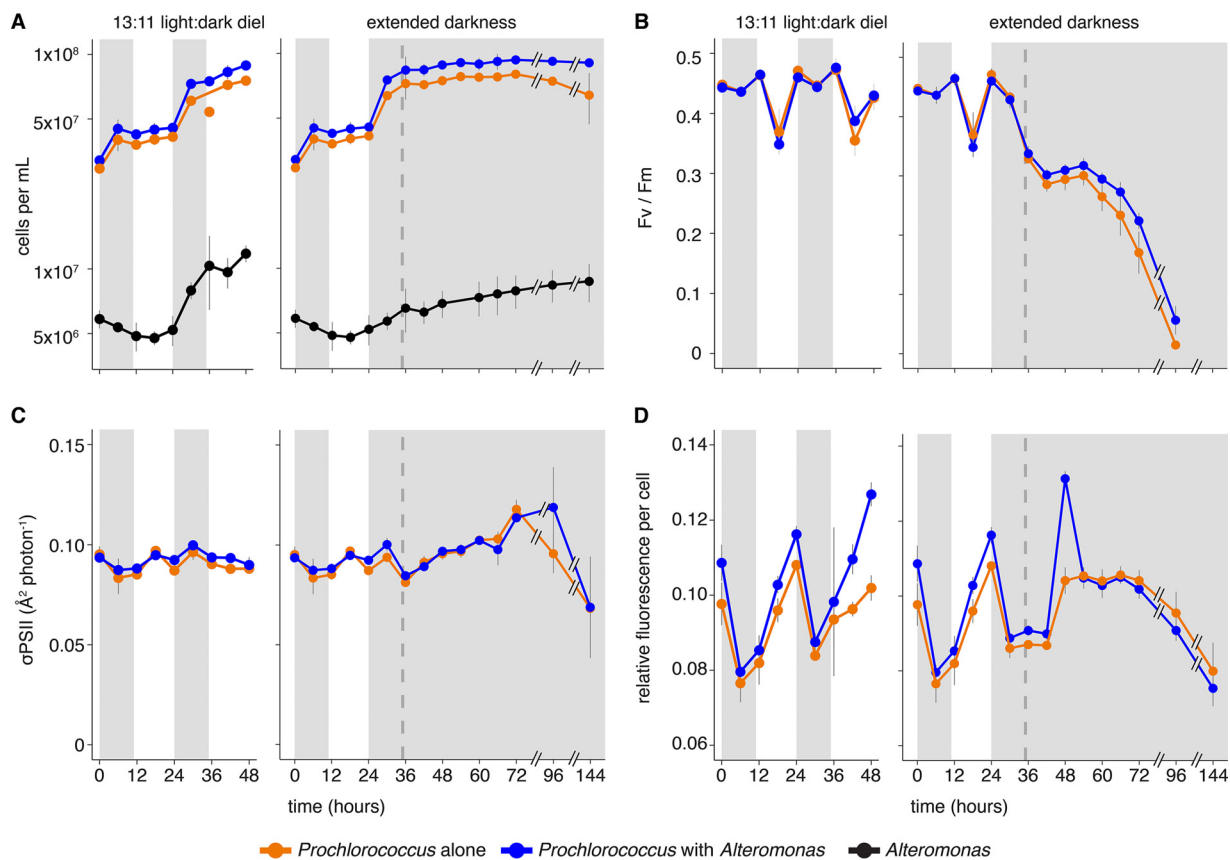 A
13:11 light:dark diel
extended darkness
B
13:11 light:dark diel
extended darkness
cells per mL
1x10⁸
5x10⁷
1x10⁷
5x10⁶
Fv / Fm
0.5
0.4
0.3
0.2
0.1
0
C
σPSII (Å² photon⁻¹)
0.15
0.10
0.05
0
0 12 24 36 48
0 12 24 36 48 60 72 96 144
time (hours)
D
relative fluorescence per cell
0.14
0.12
0.10
0.08
0.06
0 12 24 36 48
0 12 24 36 48 60 72 96 144
time (hours)
Prochlorococcus alone
Prochlorococcus with Alteromonas
Alteromonas